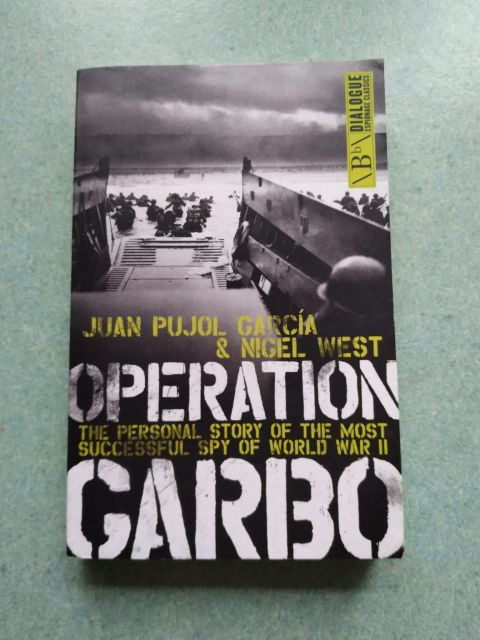 DIALOGUE
ESPIONAGE CLASSICS
\B^b\
JUAN PUJOL GARCÍA
& NIGEL WEST
OPERATION
THE PERSONAL STORY OF THE MOST
SUCCESSFUL SPY OF WORLD WAR II
GARBO